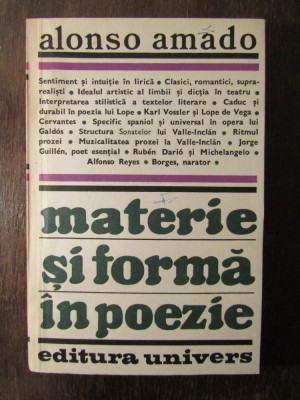 alonso amado
Sentiment și intuiție în lirică • Clasici, romantici, supra-
realiști • Idealul artistic al limbii și dicția în teatru •
Interpretarea stilistică a textelor literare • Caduc și
durabil în poezia lui Lope • Karl Vossler și Lope de Vega •
Cervantes • Specific spaniol și universal în opera lui
Galdós • Structura Sonatelor lui Valle-Inclán • Ritmul
prozei • Muzicalitatea prozei la Valle-Inclán • Jorge
Guillén, poet esențial • Rubén Darió și Michelangelo •
Alfonso Reyes • Borges, narator •
materie
și formă
în poezie
editura univers